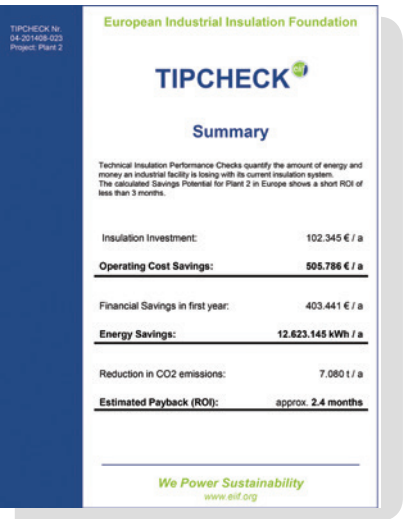 TIPCHECK Nr.
04-201408-023
Project: Plant 2
European Industrial Insulation Foundation
TIPCHECK eiif
Summary
Technical Insulation Performance Checks quantify the amount of energy and
money an industrial facility is losing with its current insulation system.
The calculated Savings Potential for Plant 2 in Europe shows a short ROI of
less than 3 months.
Insulation Investment: 102.345 € / a
Operating Cost Savings: 505.786 € / a
Financial Savings in first year: 403.441 € / a
Energy Savings: 12.623.145 kWh / a
Reduction in CO2 emissions: 7.080 t / a
Estimated Payback (ROI): approx. 2.4 months
We Power Sustainability
www.eiif.org